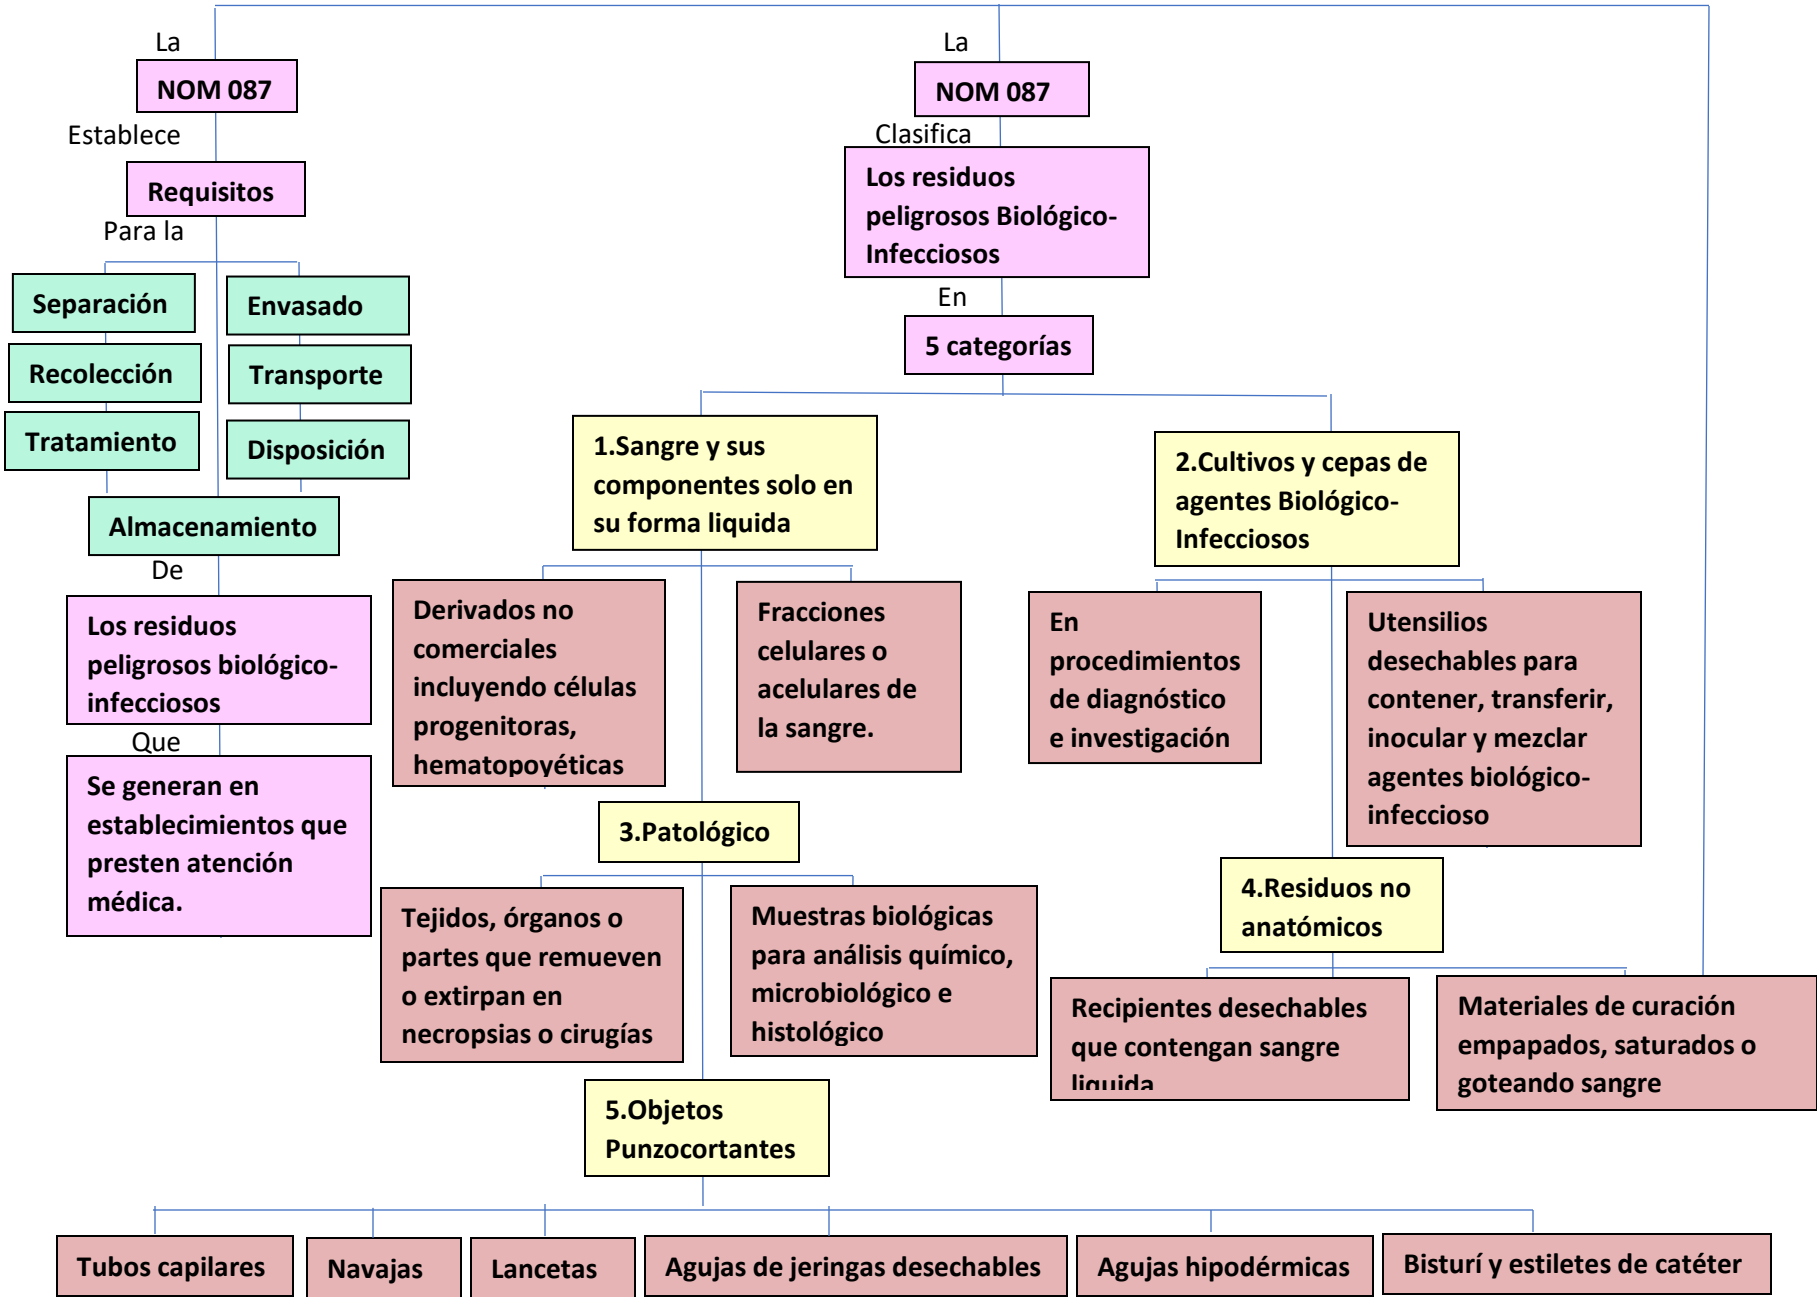 La
NOM 087
Establece
Requisitos
Para la
Separación
Envasado
Recolección
Transporte
Tratamiento
Disposición
Almacenamiento
De
Los residuos
peligrosos biológico-
infecciosos
Que
Se generan en
establecimientos que
presten atención
médica.
La
NOM 087
Clasifica
Los residuos
peligrosos Biológico-
Infecciosos
En
5 categorías
1.Sangre y sus
componentes solo en
su forma liquida
Derivados no
comerciales
incluyendo células
progenitoras,
hematopoyéticas
Fracciones
celulares o
acelulares de
la sangre.
2.Cultivos y cepas de
agentes Biológico-
Infecciosos
En
procedimientos
de diagnóstico
e investigación
Utensilios
desechables para
contener, transferir,
inocular y mezclar
agentes biológico-
infeccioso
3.Patológico
Tejidos, órganos o
partes que remueven
o extirpan en
necropsias o cirugías
Muestras biológicas
para análisis químico,
microbiológico e
histológico
4.Residuos no
anatómicos
Recipientes desechables
que contengan sangre
liquida
Materiales de curación
empapados, saturados o
goteando sangre
5.Objetos
Punzocortantes
Tubos capilares
Navajas
Lancetas
Agujas de jeringas desechables
Agujas hipodérmicas
Bisturí y estiletes de catéter